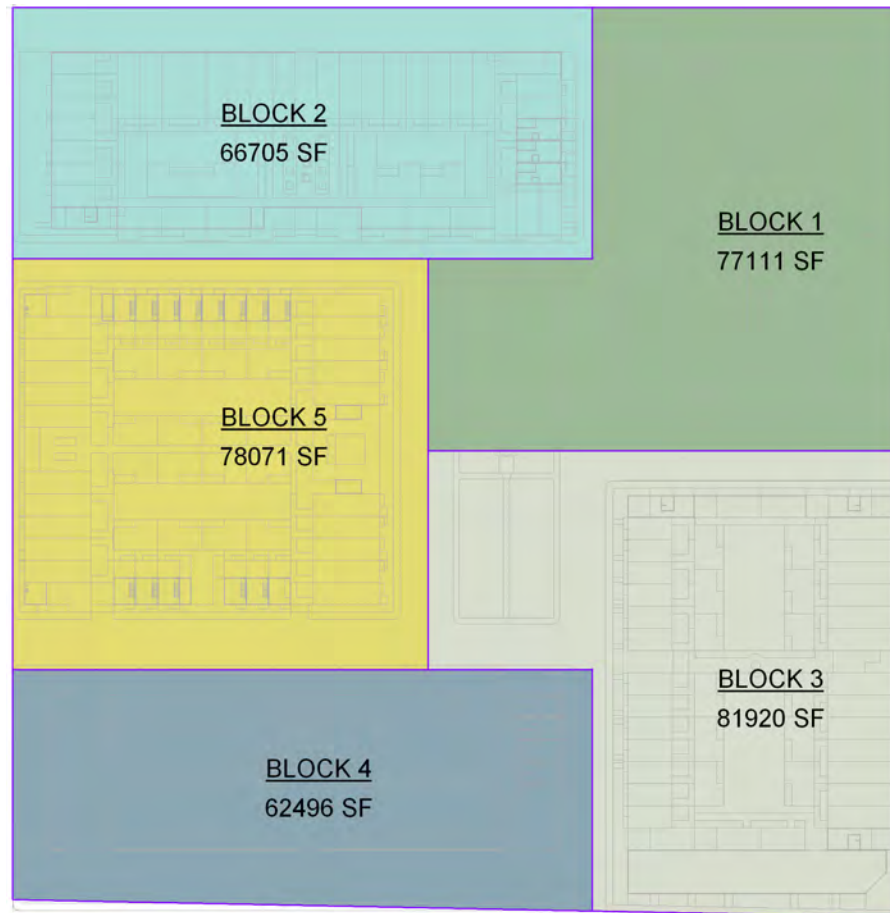 BLOCK 2
66705 SF
BLOCK 1
77111 SF
BLOCK 5
78071 SF
BLOCK 3
81920 SF
BLOCK 4
62496 SF